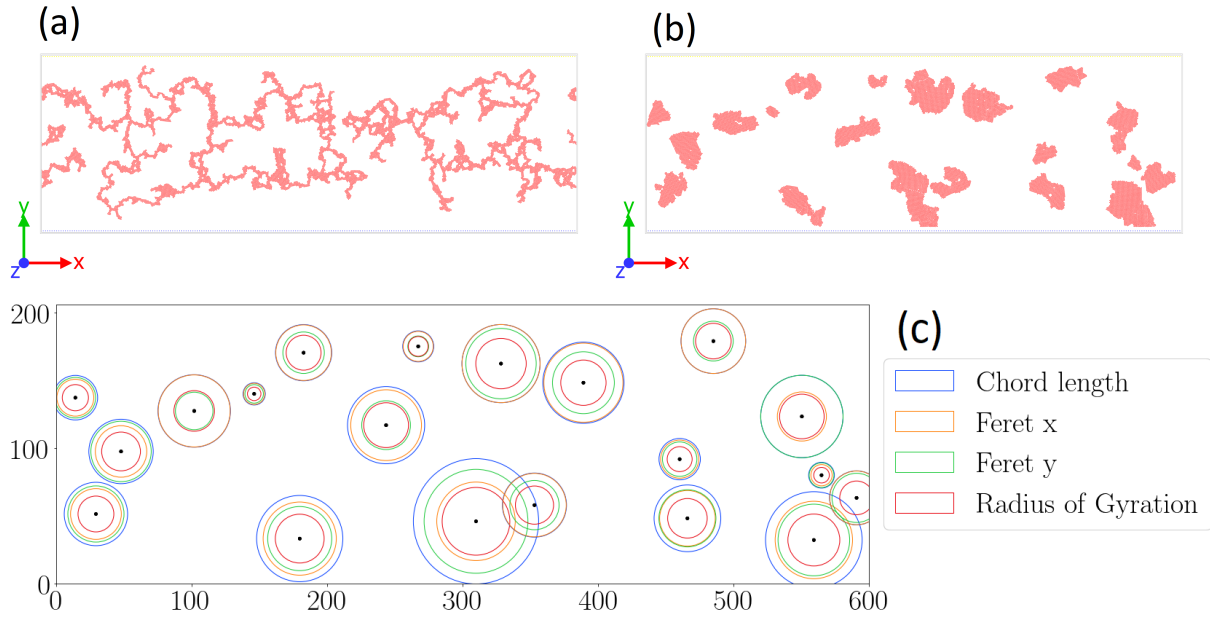 (a)
(b)
y
z
x
y
z
x
(c)
200
100
0
0
100
200
300
400
500
600
Chord length
Feret x
Feret y
Radius of Gyration